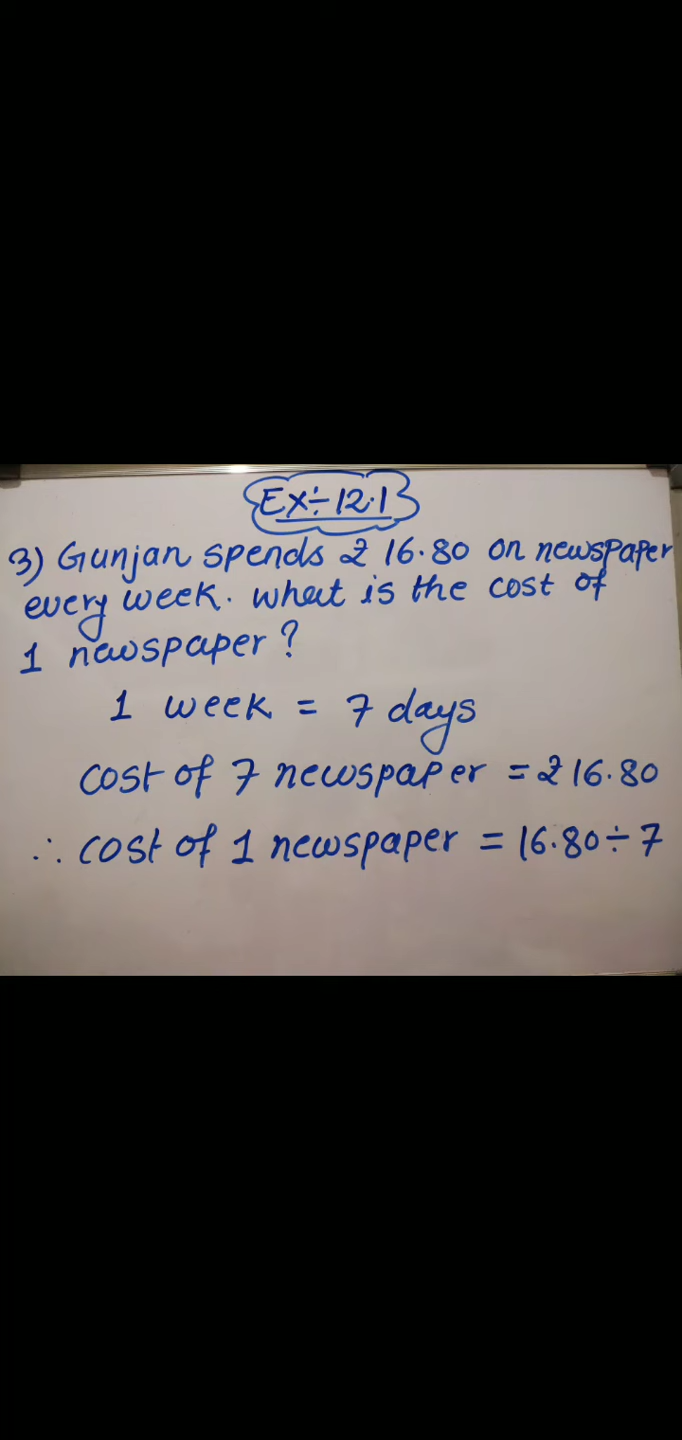 Ex÷12.1
3) Gunjan spends ₹ 16.80 on newspaper
every week. what is the cost of
1 newspaper?
1 week = 7 days
cost of 7 newspaper = ₹ 16.80
∴ cost of 1 newspaper = 16.80 ÷ 7